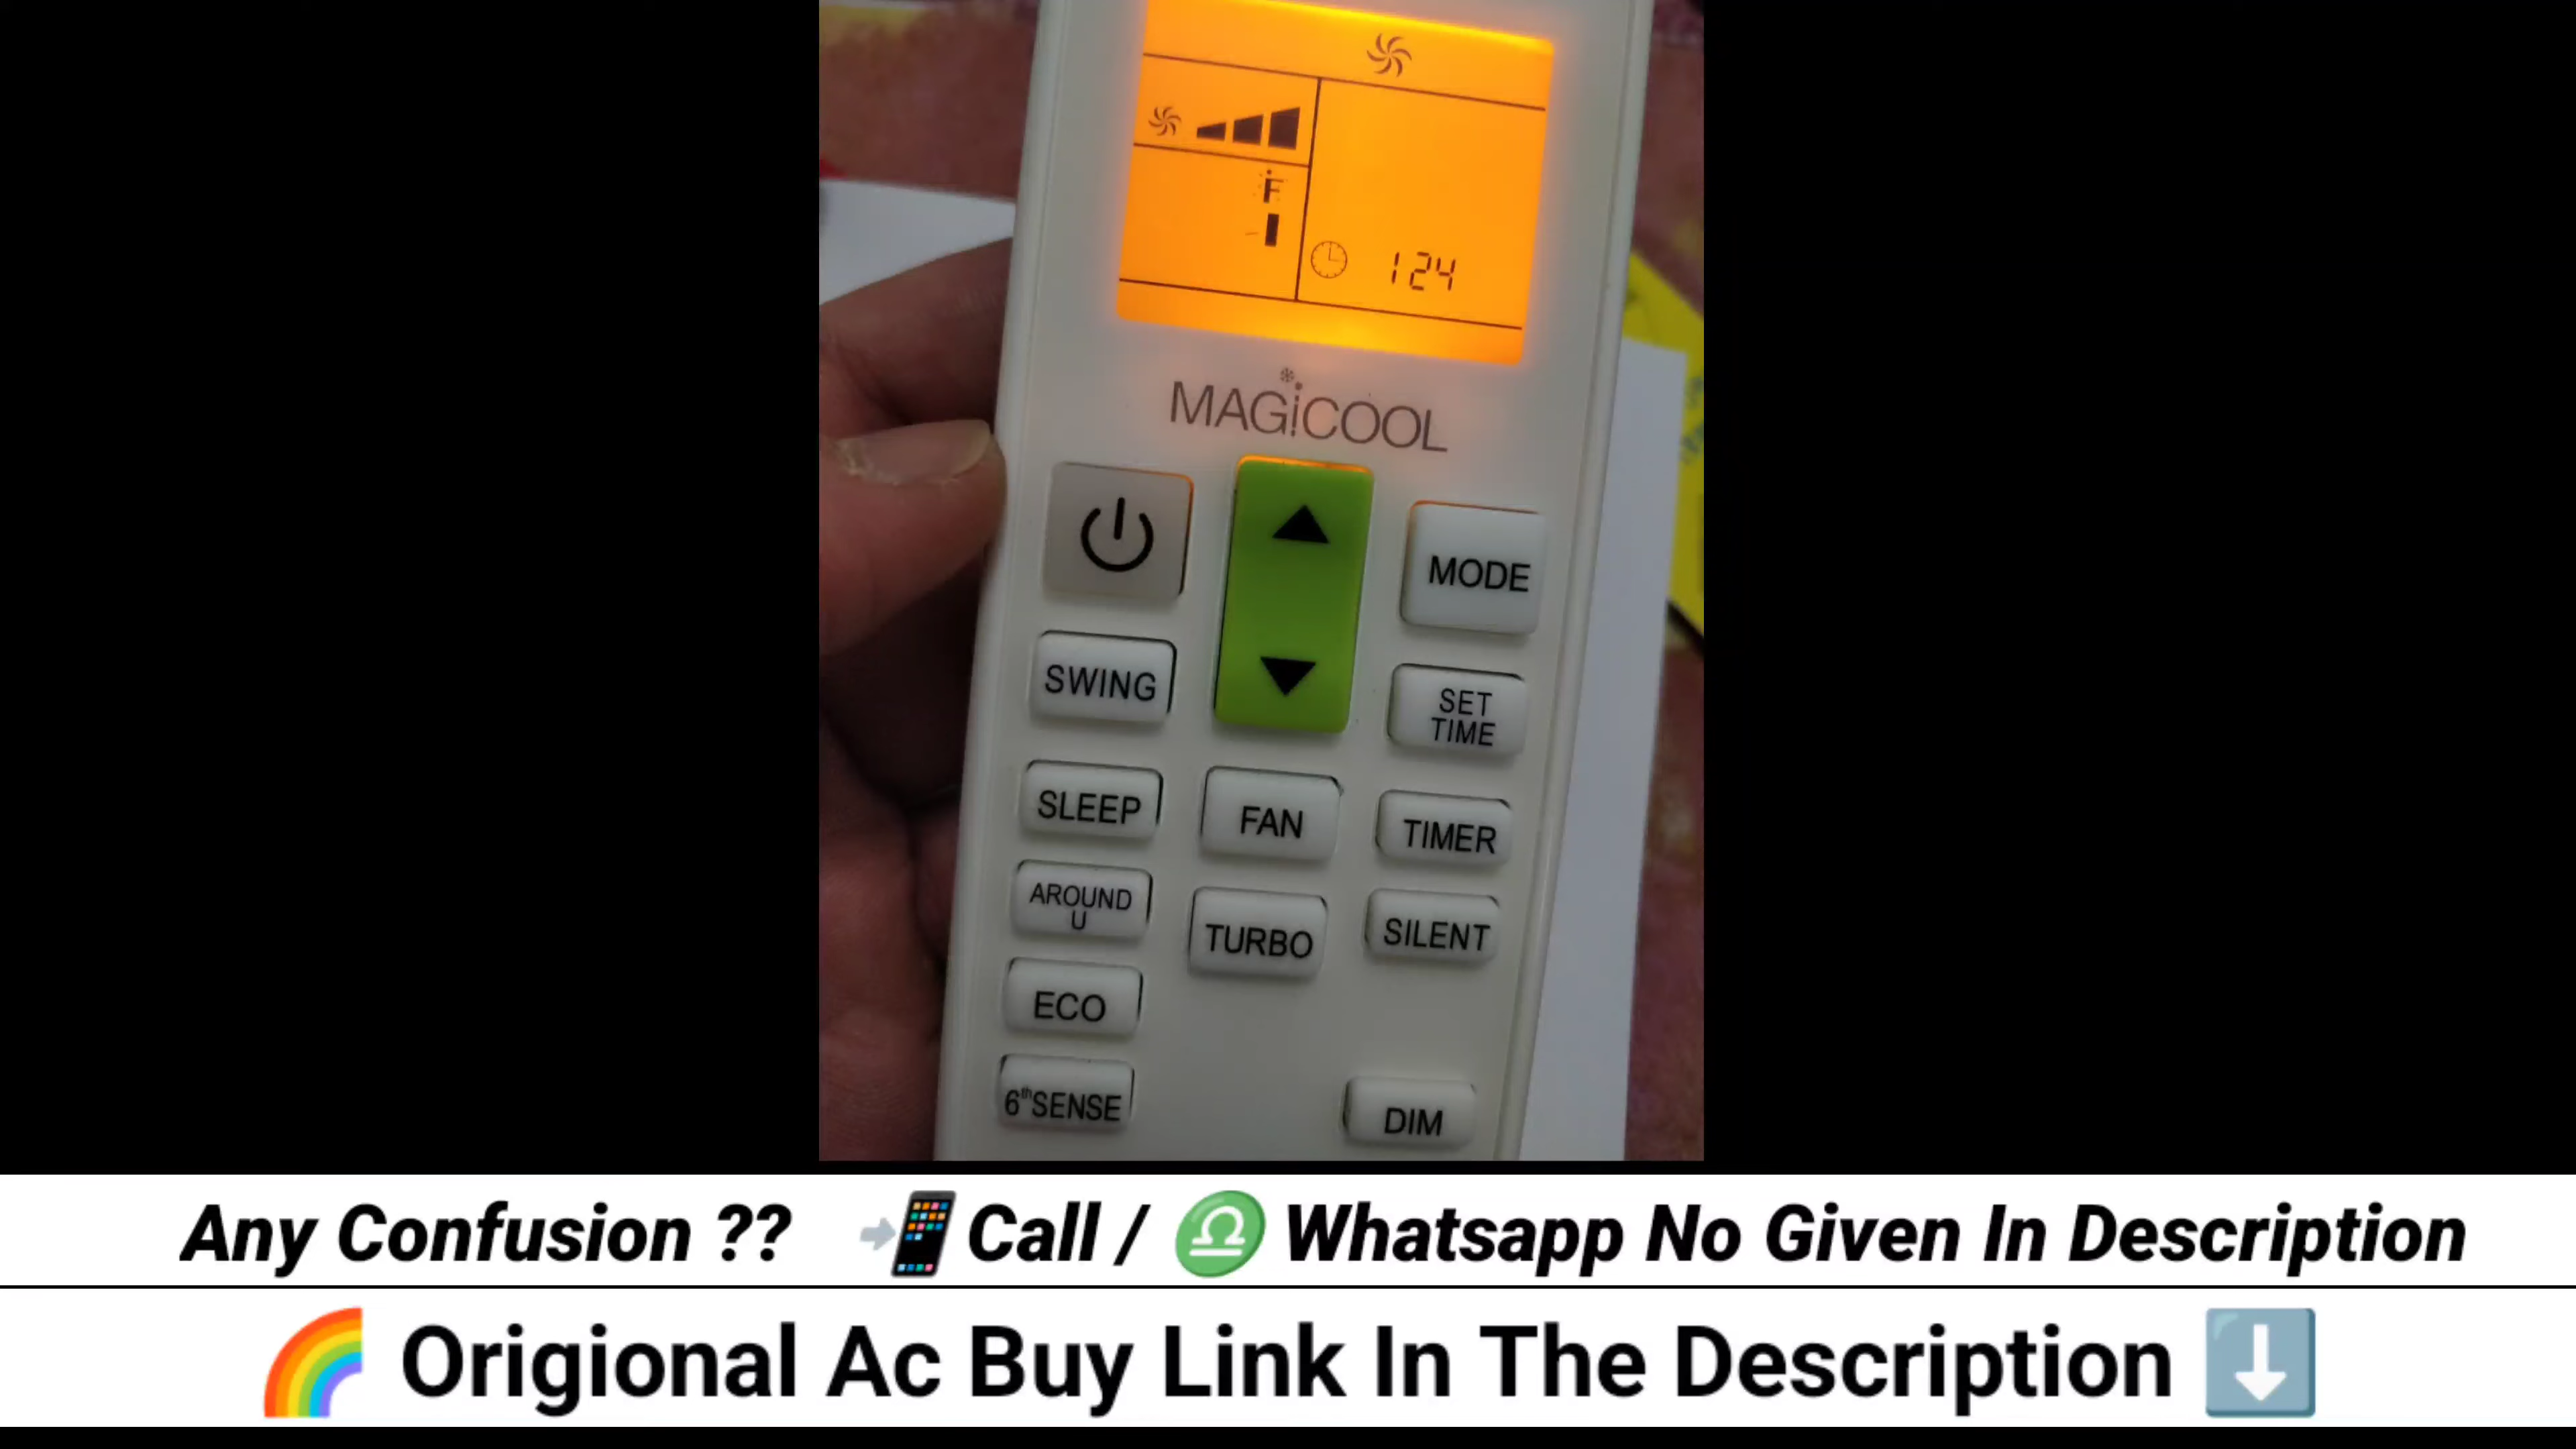 F
124
MAGiCOOL
MODE
SWING
SET
TIME
SLEEP
FAN
TIMER
AROUND
U
TURBO
SILENT
ECO
6thSENSE
DIM
Any Confusion ?? Call / Whatsapp No Given In Description
Origional Ac Buy Link In The Description